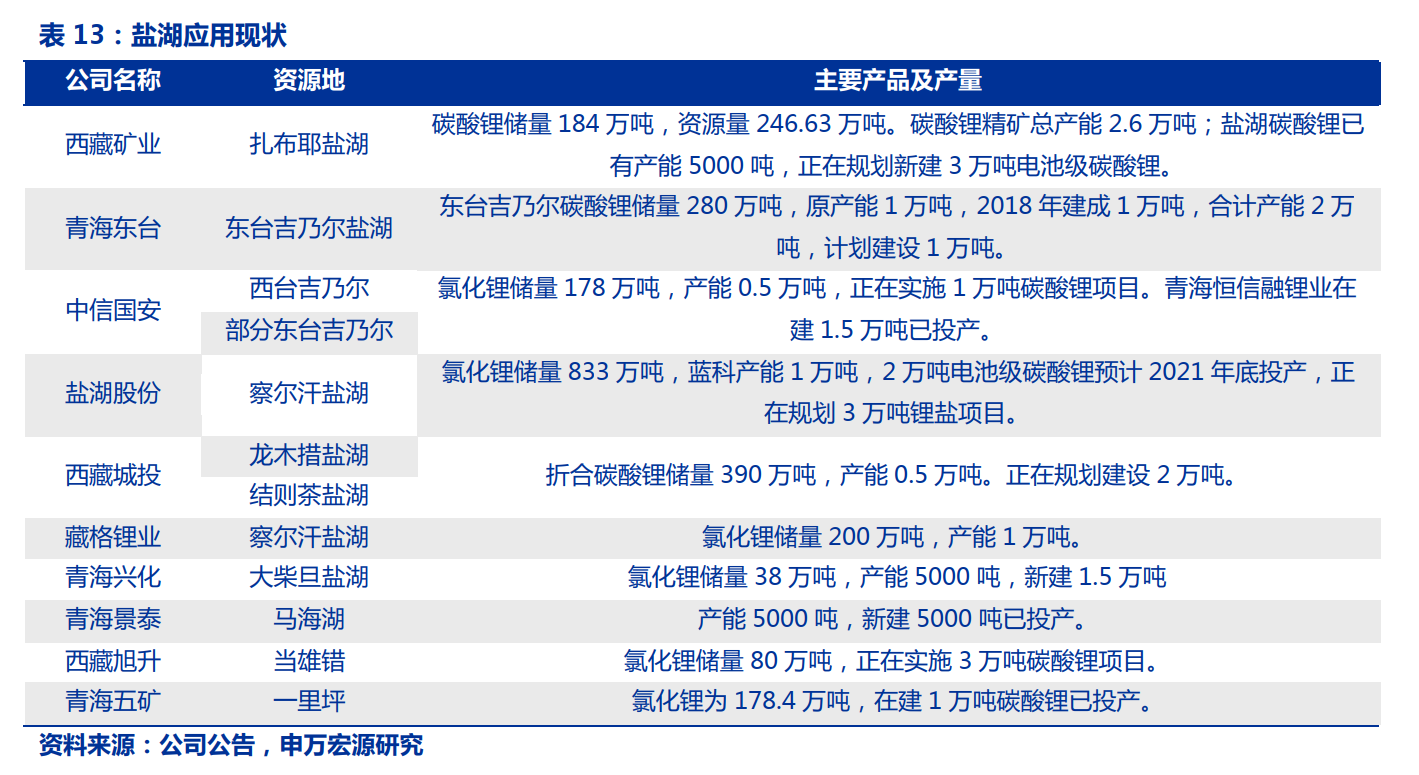 表 13：盐湖应用现状
公司名称 资源地 主要产品及产量
西藏矿业 扎布耶盐湖 碳酸锂储量 184 万吨，资源量 246.63 万吨。碳酸锂精矿总产能 2.6 万吨；盐湖碳酸锂已
有产能 5000 吨，正在规划新建 3 万吨电池级碳酸锂。
青海东台 东台吉乃尔盐湖 东台吉乃尔碳酸锂储量 280 万吨，原产能 1 万吨，2018 年建成 1 万吨，合计产能 2 万
吨，计划建设 1 万吨。
中信国安 西台吉乃尔 氯化锂储量 178 万吨，产能 0.5 万吨，正在实施 1 万吨碳酸锂项目。青海恒信融锂业在
部分东台吉乃尔 建 1.5 万吨已投产。
盐湖股份 察尔汗盐湖 氯化锂储量 833 万吨，蓝科产能 1 万吨，2 万吨电池级碳酸锂预计 2021 年底投产，正
在规划 3 万吨锂盐项目。
西藏城投 龙木措盐湖 折合碳酸锂储量 390 万吨，产能 0.5 万吨。正在规划建设 2 万吨。
结则茶盐湖
藏格锂业 察尔汗盐湖 氯化锂储量 200 万吨，产能 1 万吨。
青海兴化 大柴旦盐湖 氯化锂储量 38 万吨，产能 5000 吨，新建 1.5 万吨
青海景泰 马海湖 产能 5000 吨，新建 5000 吨已投产。
西藏旭升 当雄错 氯化锂储量 80 万吨，正在实施 3 万吨碳酸锂项目。
青海五矿 一里坪 氯化锂为 178.4 万吨，在建 1 万吨碳酸锂已投产。
资料来源：公司公告，申万宏源研究